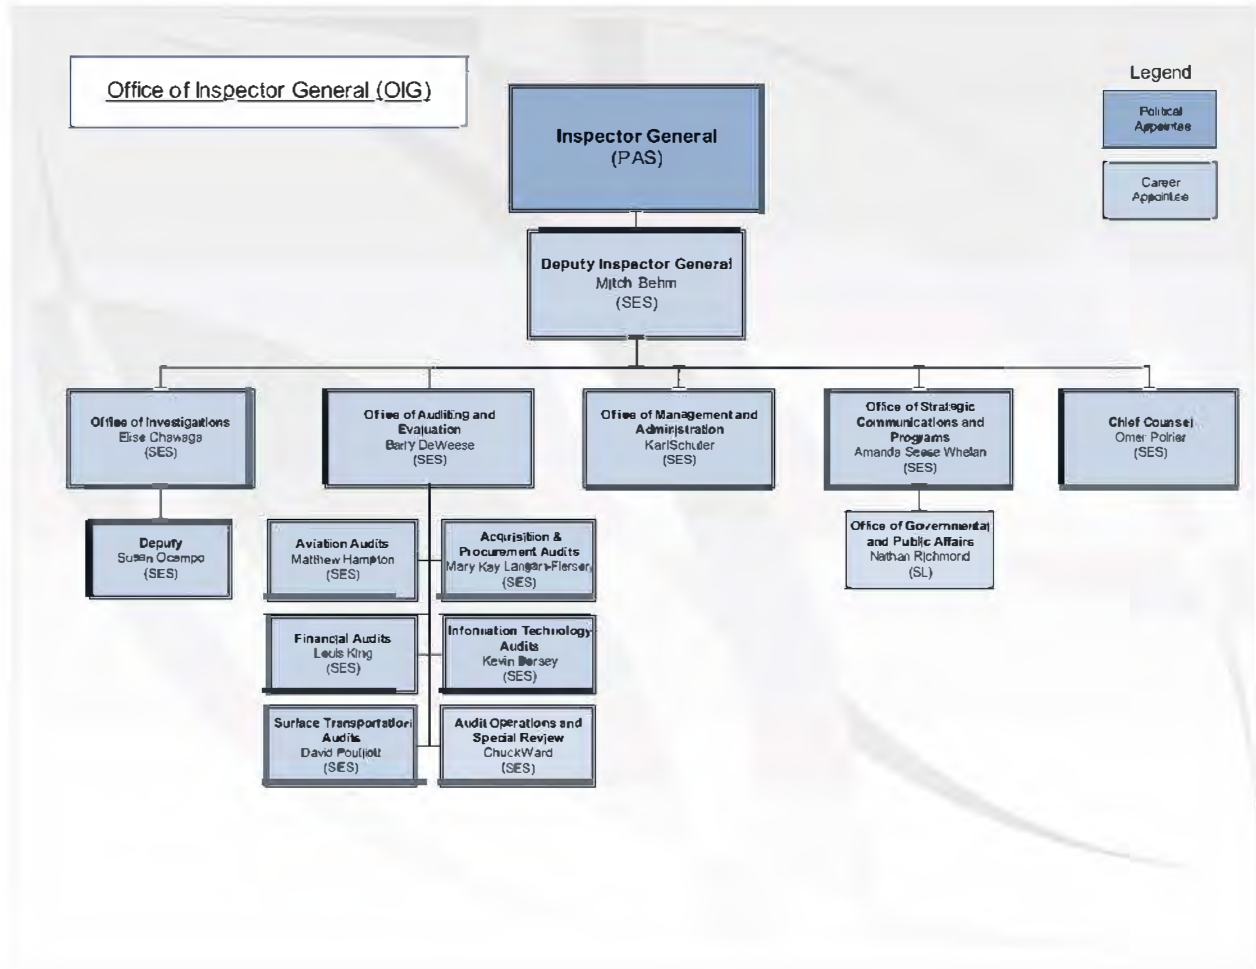 Office of Inspector General (OIG)
Legend
Political
Appointee
Career
Appointee
Inspector General
(PAS)
Deputy Inspector General
Mitch Behm
(SES)
Office of Investigations
Elise Chawaga
(SES)
Office of Auditing and
Evaluation
Barry DeWeese
(SES)
Office of Management and
Administration
Karl Schuler
(SES)
Office of Strategic
Communications and
Programs
Amanda Seese Whelan
(SES)
Chief Counsel
Omer Poirier
(SES)
Deputy
Susan Ocampo
(SES)
Aviation Audits
Matthew Hampton
(SES)
Acquisition &
Procurement Audits
Mary Kay
(SES)
Office of Governmental
and Public Affairs
Nathan Richmond
(SL)
Financial Audits
Louis King
(SES)
Information Technology
Audits
Kevin Dorsey
(SES)
Surface Transportation
Audits
David Pouliott
(SES)
Audit Operations and
Special Review
Chuck Ward
(SES)